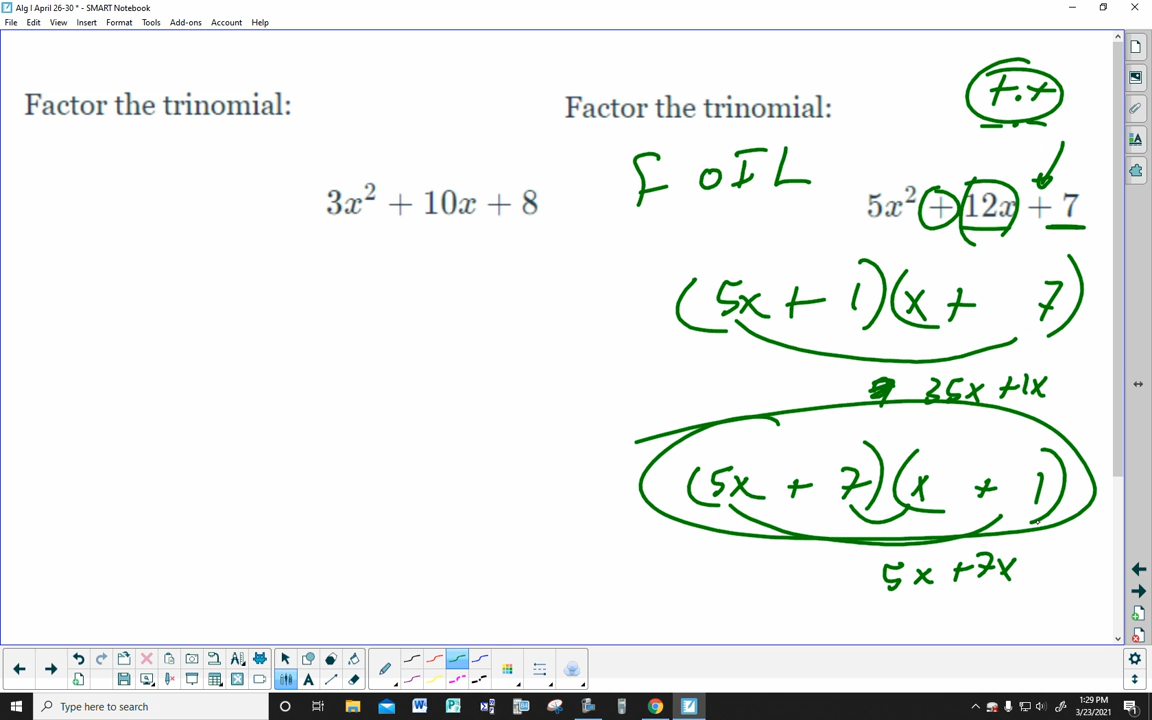 Alg I April 26-30 * - SMART Notebook
File Edit View Insert Format Tools Add-ons Account Help
Factor the trinomial:
3x² + 10x + 8
Factor the trinomial:
F O I L
5x² + 12x + 7
(5x + 1)(x + 7)
35x + 1x
(5x + 7)(x + 1)
5x + 7x
Type here to search
1:29 PM
3/23/2021